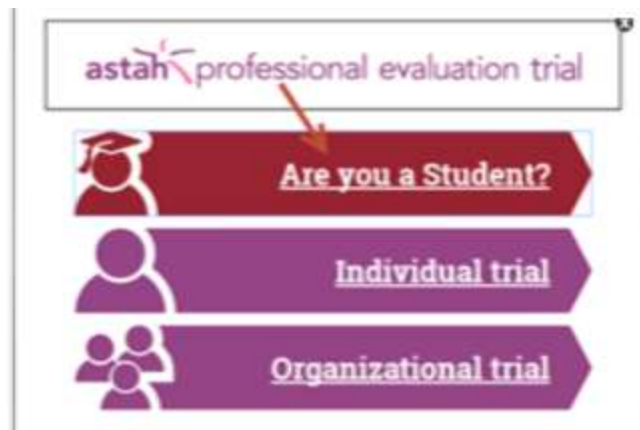 astah professional evaluation trial
Are you a Student?
Individual trial
Organizational trial